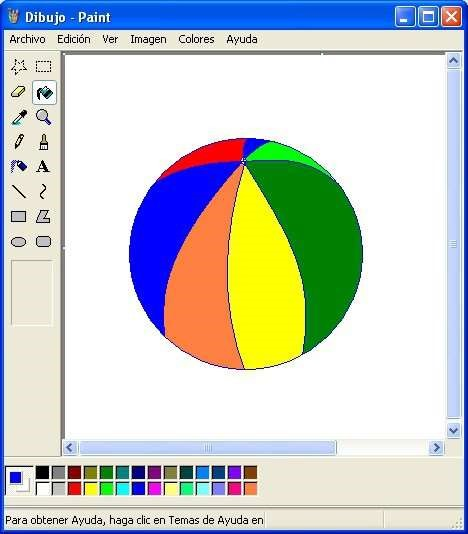 Dibujo - Paint
Archivo Edición Ver Imagen Colores Ayuda
A
Para obtener Ayuda, haga clic en Temas de Ayuda en